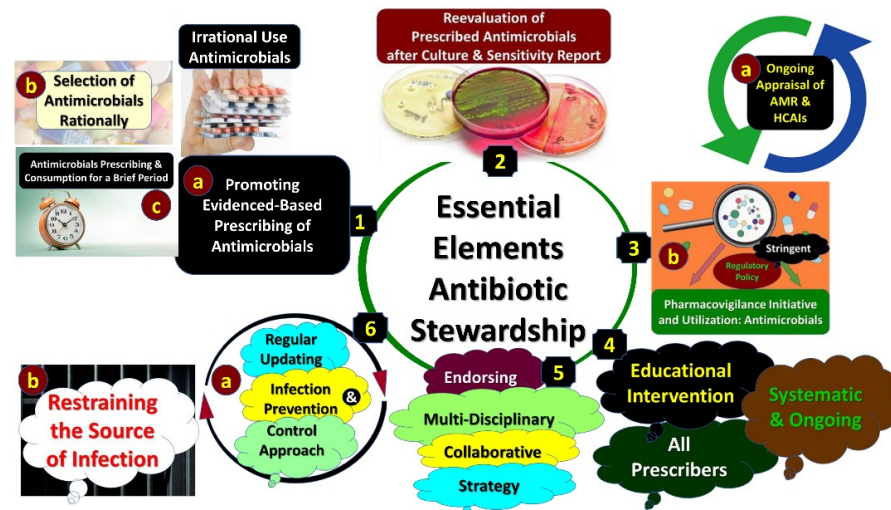 Irrational Use
Antimicrobials
b
Selection of
Antimicrobials
Rationally
Antimicrobials Prescribing &
Consumption for a Brief Period
c
a
Promoting
Evidenced-Based
Prescribing of
Antimicrobials
1
Reevaluation of
Prescribed Antimicrobials
after Culture & Sensitivity Report
2
a
Ongoing
Appraisal of
AMR &
HCAIs
3
Stringent
b
Regulatory
Policy
Pharmacovigilance Initiative
and Utilization: Antimicrobials
Essential
Elements
Antibiotic
Stewardship
4
Educational
Intervention
All
Prescribers
Systematic
& Ongoing
5
Endorsing
Multi-Disciplinary
Collaborative
Strategy
6
a
Regular
Updating
Infection
Prevention
&
Control
Approach
b
Restraining
the Source
of Infection